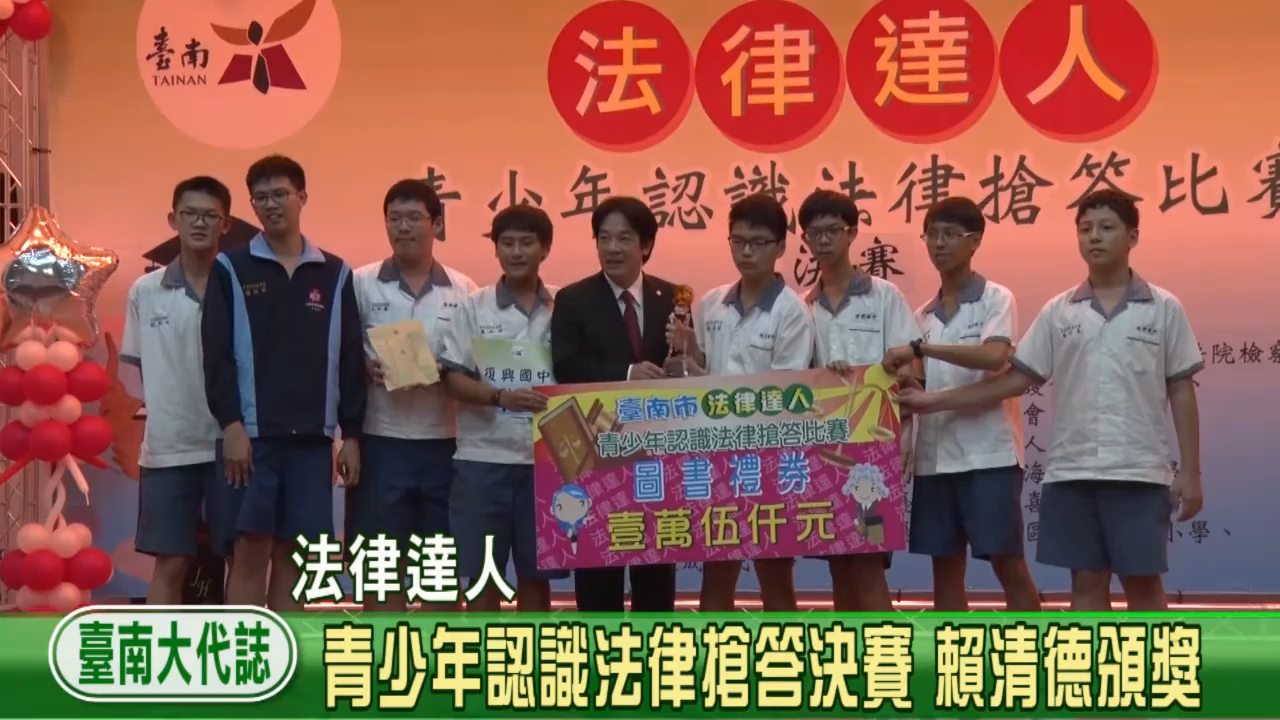 臺南
TAINAN
法律達人
青少年認識法律搶答比賽
決賽
復興國中
臺南市法律達人
青少年認識法律搶答比賽
圖書禮券
壹萬伍仟元
法律達人
臺南大代誌
青少年認識法律搶答決賽 賴清德頒獎